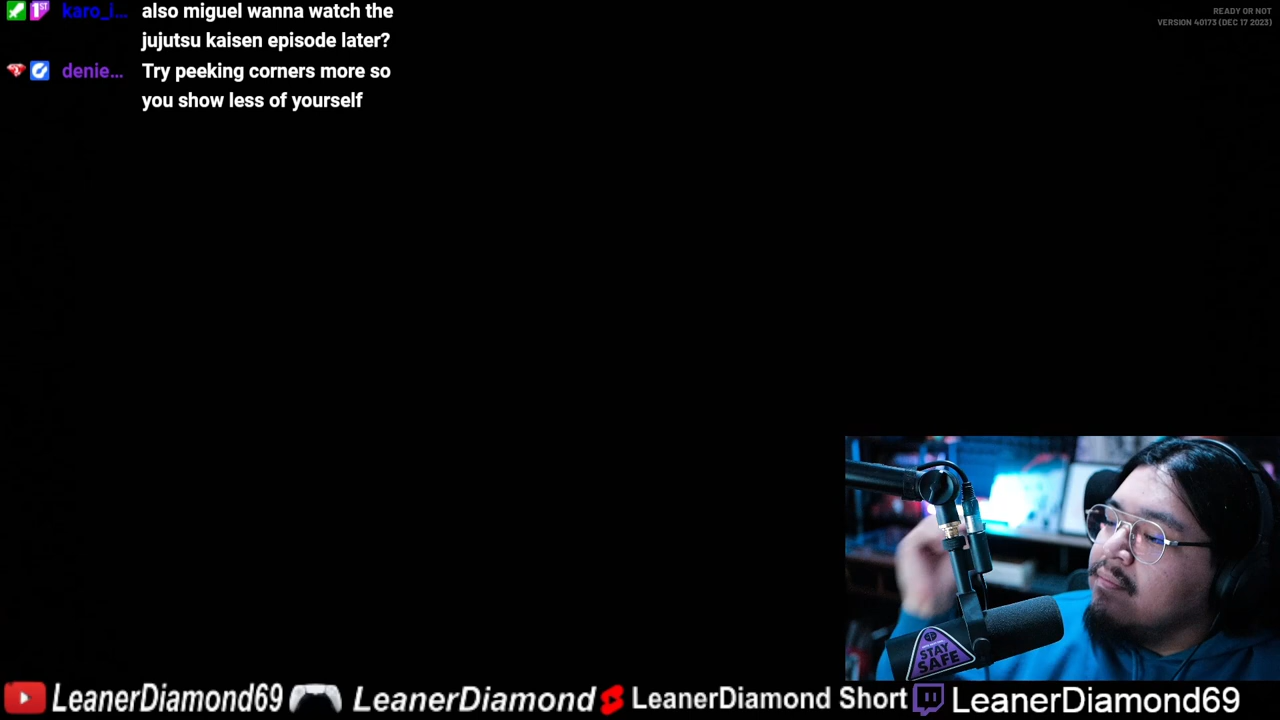 karo_i... also miguel wanna watch the
jujutsu kaisen episode later?
denie... Try peeking corners more so
you show less of yourself
READY OR NOT
VERSION 40173 (DEC 17 2023)
1ST
STAY
SAFE
LeanerDiamond69 LeanerDiamond LeanerDiamond Short LeanerDiamond69